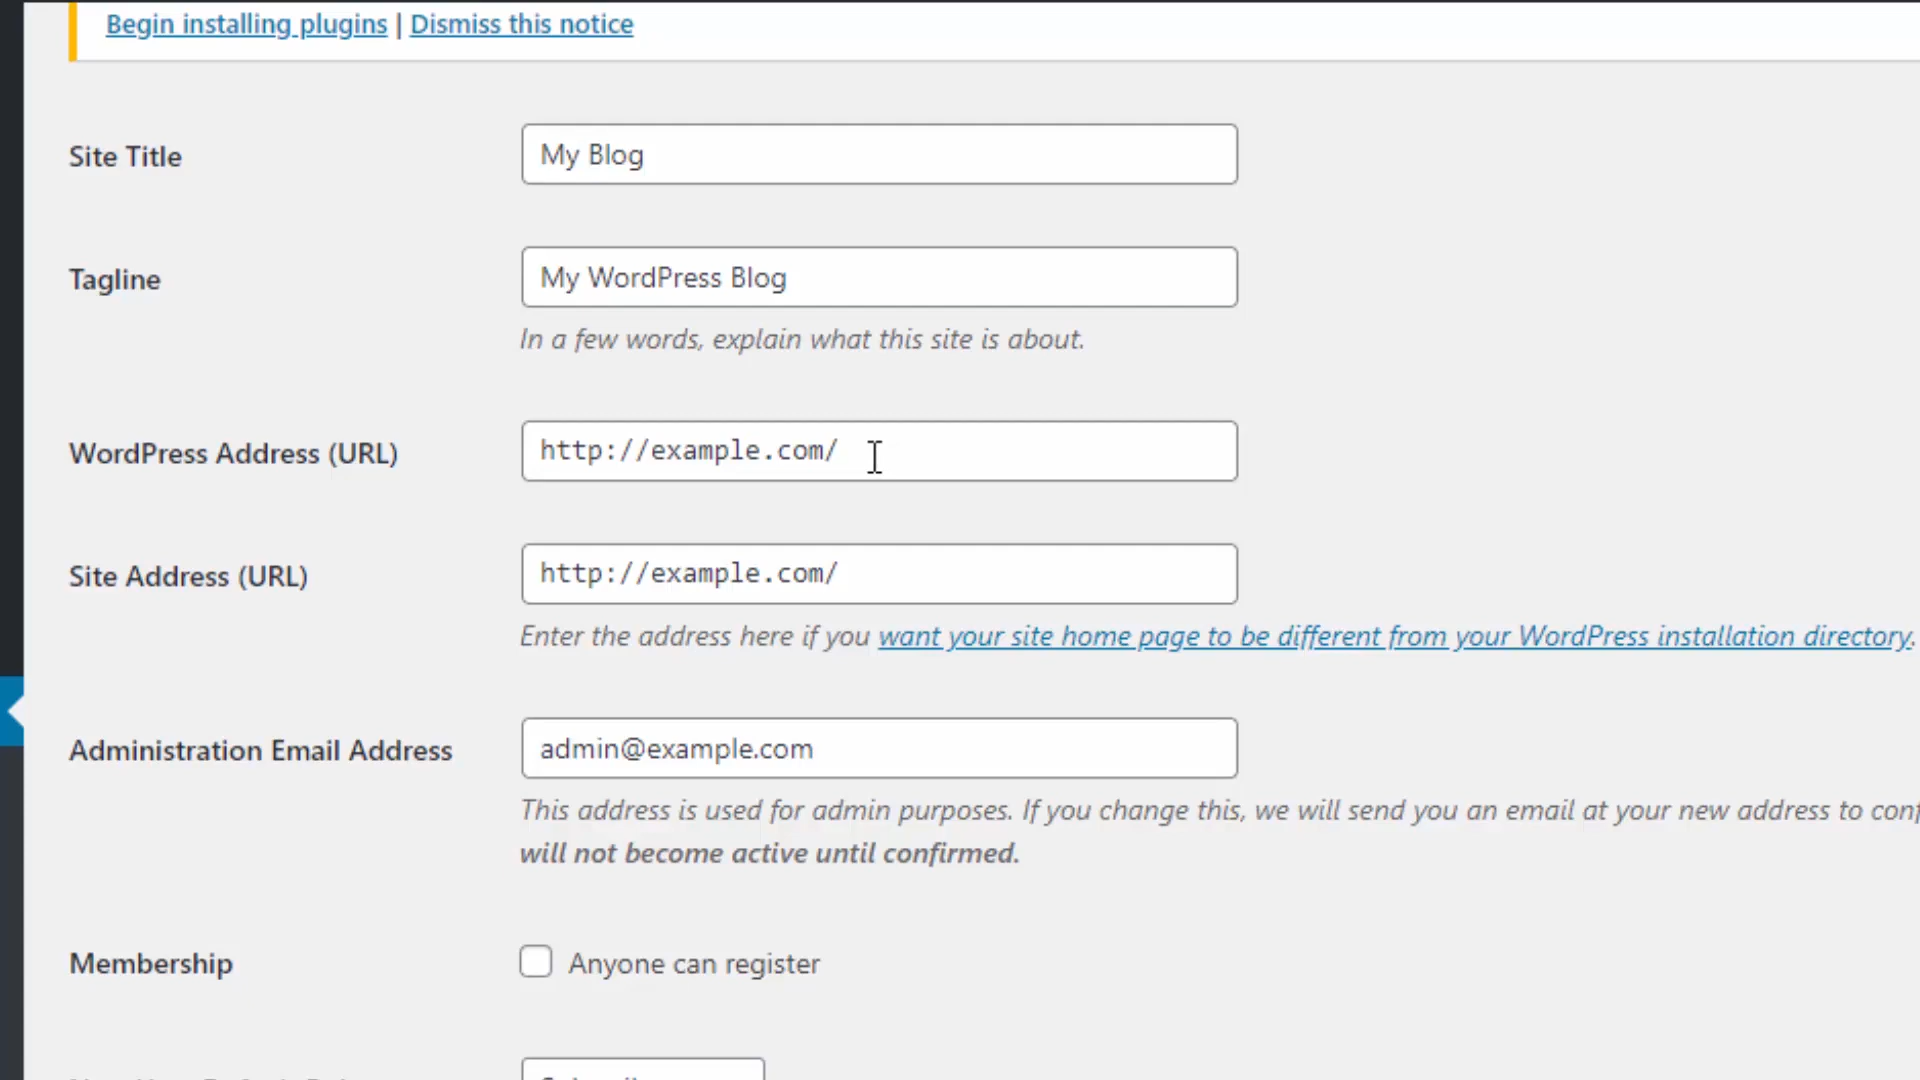 Begin installing plugins | Dismiss this notice
Site Title
My Blog
Tagline
My WordPress Blog
In a few words, explain what this site is about.
WordPress Address (URL)
http://example.com/
Site Address (URL)
http://example.com/
Enter the address here if you want your site home page to be different from your WordPress installation directory.
Administration Email Address
admin@example.com
This address is used for admin purposes. If you change this, we will send you an email at your new address to
will not become active until confirmed.
Membership
Anyone can register